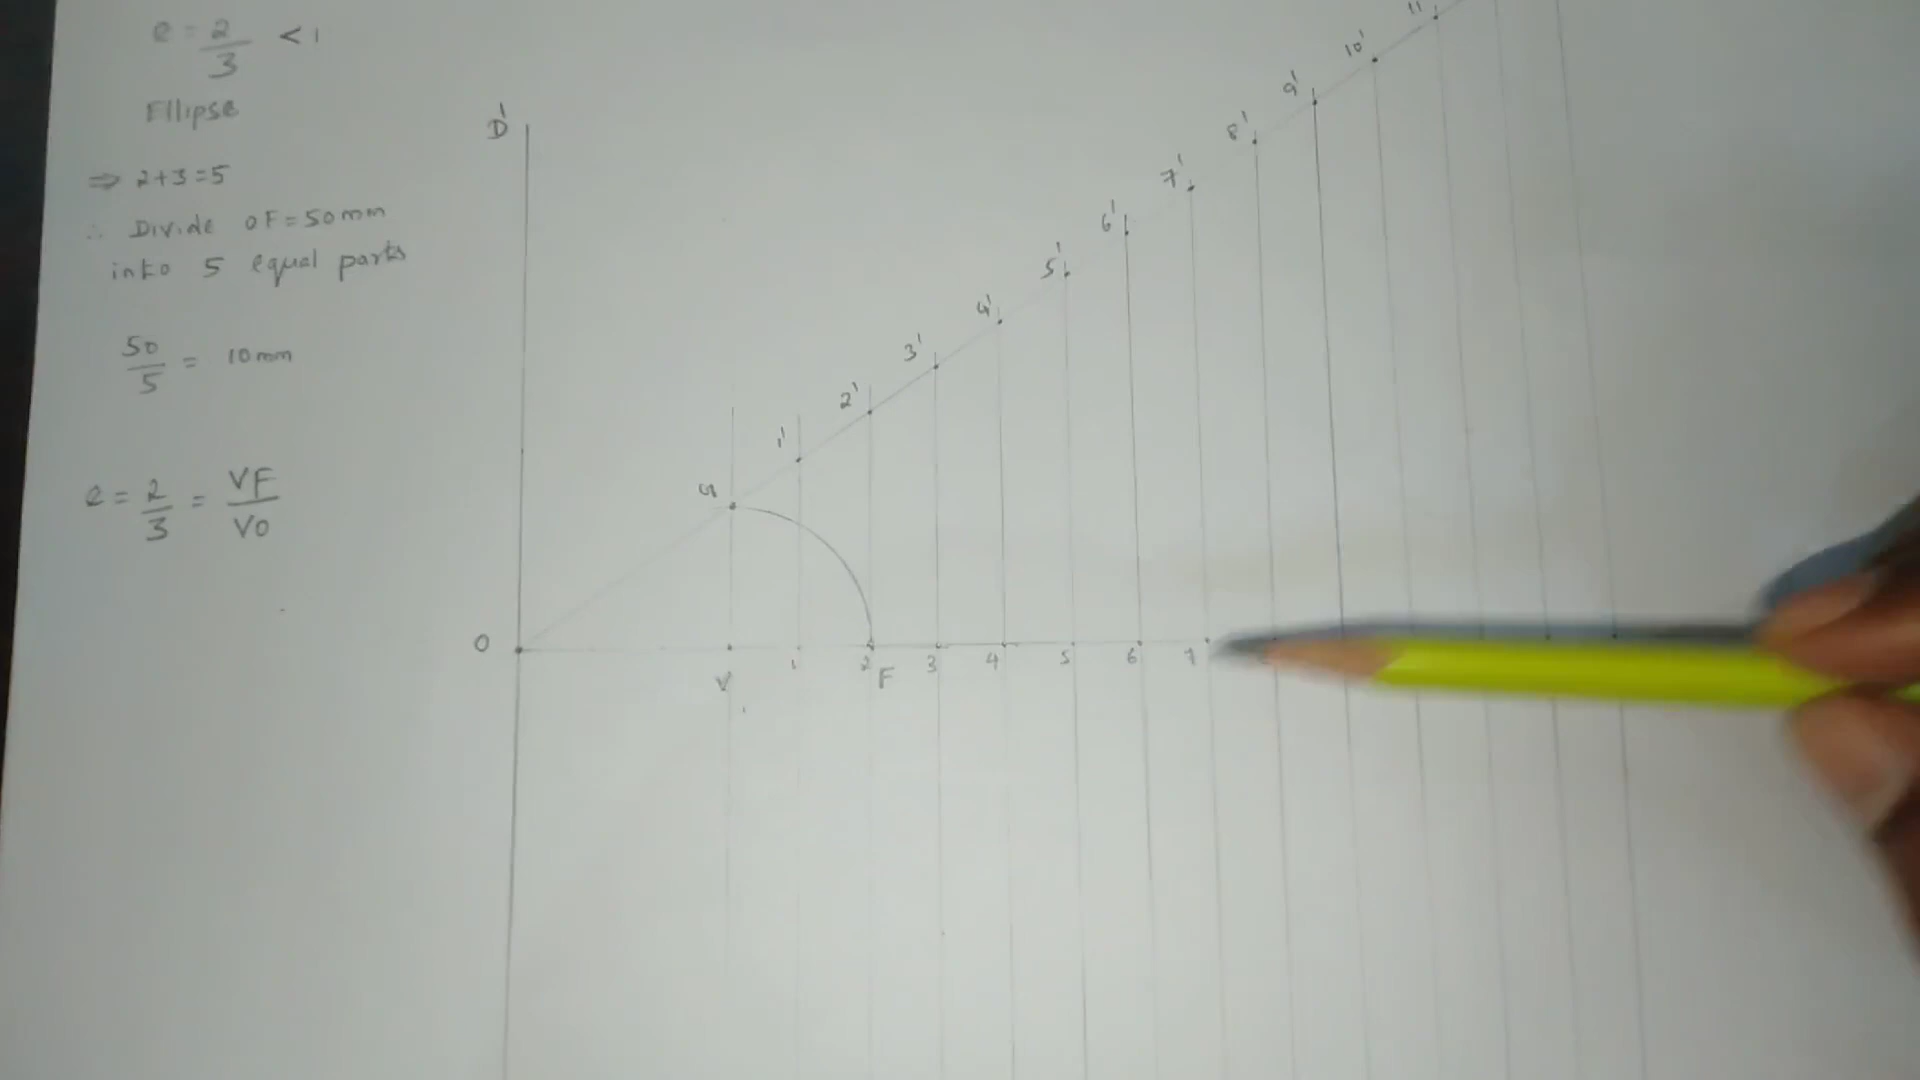 e = 2/3 < 1
Ellipse
⇒ 2+3=5
∴ Divide OF=50mm
into 5 equal parts
50/5 = 10mm
e = 2/3 = VF/VO
D'
11
10'
9'
8'
7'
6'
5'
4'
3'
2'
1'
G
O
1 2 3 4 5 6 7
V F